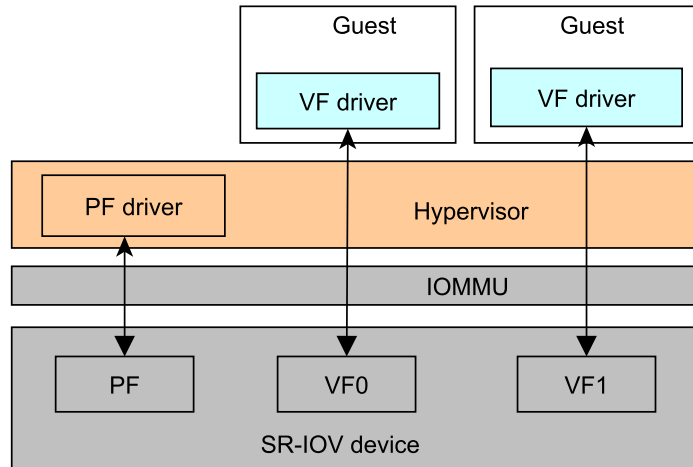 Guest
Guest
VF driver
VF driver
PF driver
Hypervisor
IOMMU
PF
VF0
VF1
SR-IOV device